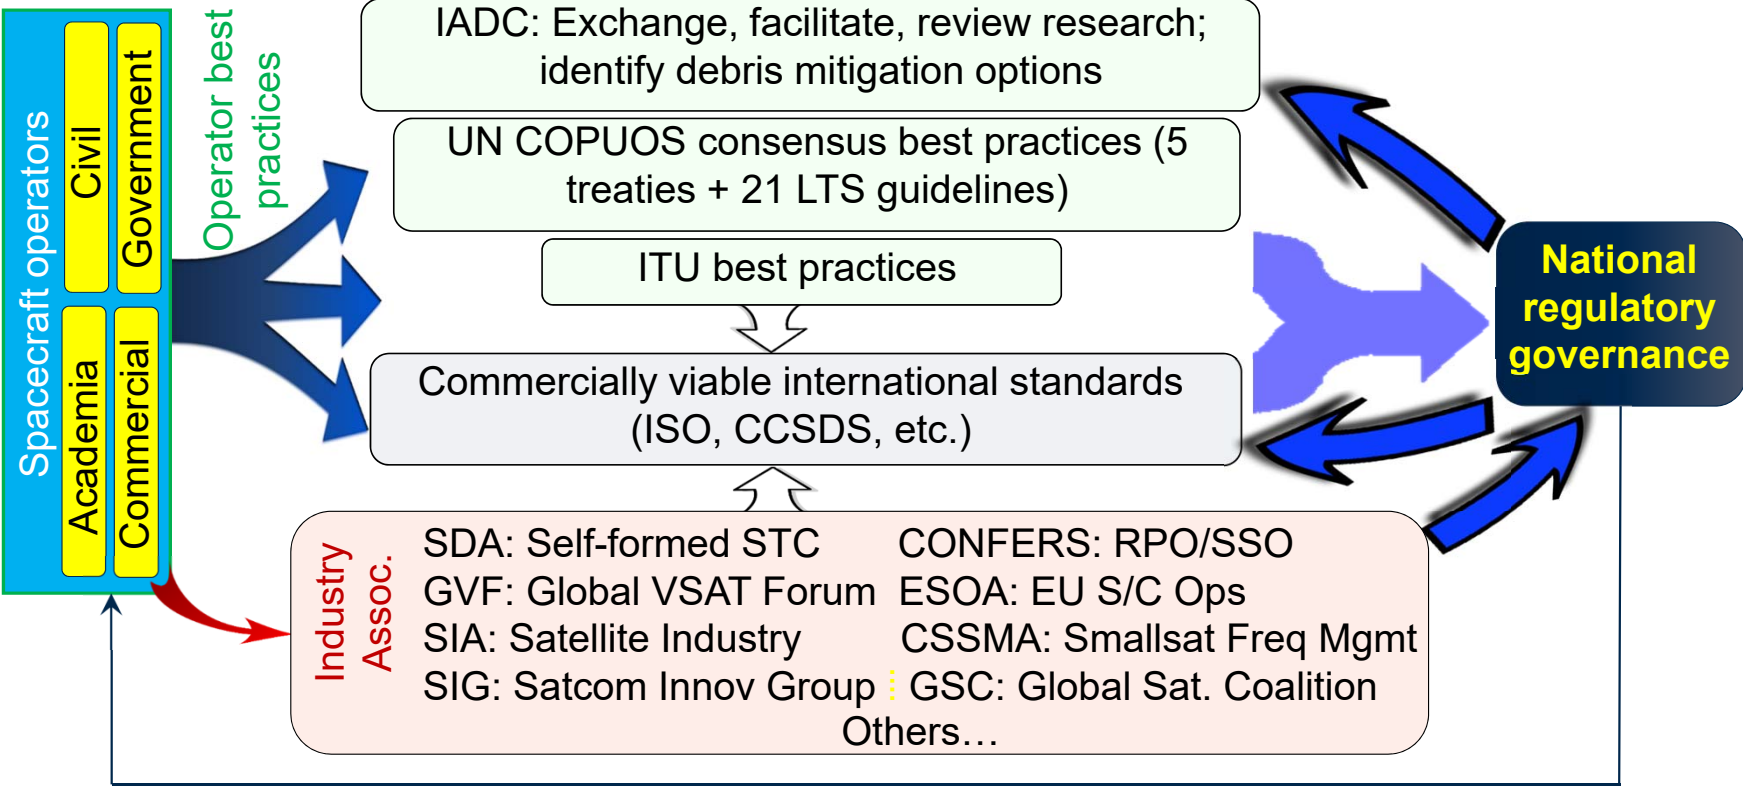 Spacecraft operators
Civil
Government
Academia
Commercial
Operator best
practices
IADC: Exchange, facilitate, review research;
identify debris mitigation options
UN COPUOS consensus best practices (5
treaties + 21 LTS guidelines)
ITU best practices
Commercially viable international standards
(ISO, CCSDS, etc.)
National
regulatory
governance
Industry
Assoc.
SDA: Self-formed STC CONFERS: RPO/SSO
GVF: Global VSAT Forum ESOA: EU S/C Ops
SIA: Satellite Industry CSSMA: Smallsat Freq Mgmt
SIG: Satcom Innov Group GSC: Global Sat. Coalition
Others…